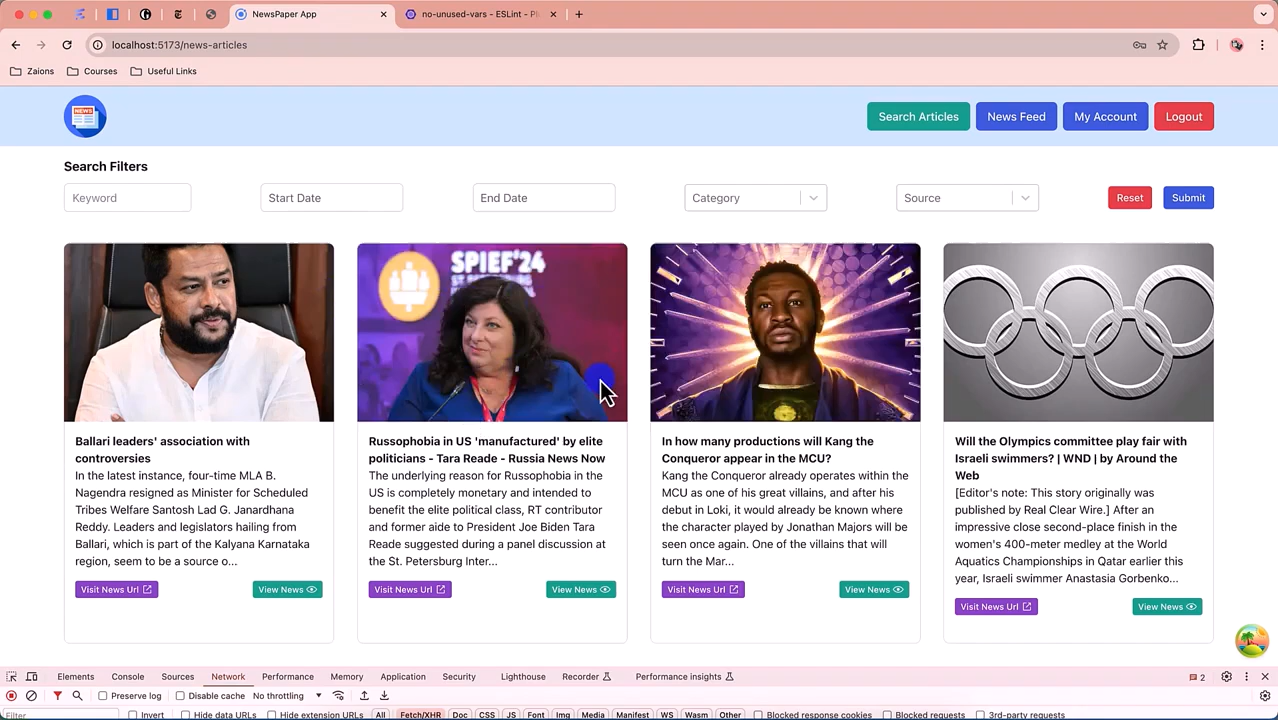 NewsPaper App
no-unused-vars - ESLint - Pl
localhost:5173/news-articles
Zaions
Courses
Useful Links
NEWS
Search Articles
News Feed
My Account
Logout
Search Filters
Keyword
Start Date
End Date
Category
Source
Reset
Submit
SPIEF'24
Ballari leaders' association with
controversies
In the latest instance, four-time MLA B.
Nagendra resigned as Minister for Scheduled
Tribes Welfare Santosh Lad G. Janardhana
Reddy. Leaders and legislators hailing from
Ballari, which is part of the Kalyana Karnataka
region, seem to be a source o...
Visit News Url
View News
Russophobia in US 'manufactured' by elite
politicians - Tara Reade - Russia News Now
The underlying reason for Russophobia in the
US is completely monetary and intended to
benefit the elite political class, RT contributor
and former aide to President Joe Biden Tara
Reade suggested during a panel discussion at
the St. Petersburg Inter...
Visit News Url
View News
In how many productions will Kang the
Conqueror appear in the MCU?
Kang the Conqueror already operates within the
MCU as one of his great villains, and after his
debut in Loki, it would already be known where
the character played by Jonathan Majors will be
seen once again. One of the villains that will
turn the Mar...
Visit News Url
View News
Will the Olympics committee play fair with
Israeli swimmers? | WND | by Around the
Web
[Editor's note: This story originally was
published by Real Clear Wire.] After an
impressive close second-place finish in the
women's 400-meter medley at the World
Aquatics Championships in Qatar earlier this
year, Israeli swimmer Anastasia Gorbenko...
Visit News Url
View News
Elements
Console
Sources
Network
Performance
Memory
Application
Security
Lighthouse
Recorder
Performance insights
2
Preserve log
Disable cache
No throttling
Filter
Invert
Hide data URLs
Hide extension URLs
All
Fetch/XHR
Doc
CSS
JS
Font
Img
Media
Manifest
WS
Wasm
Other
Blocked response cookies
Blocked requests
3rd-party requests